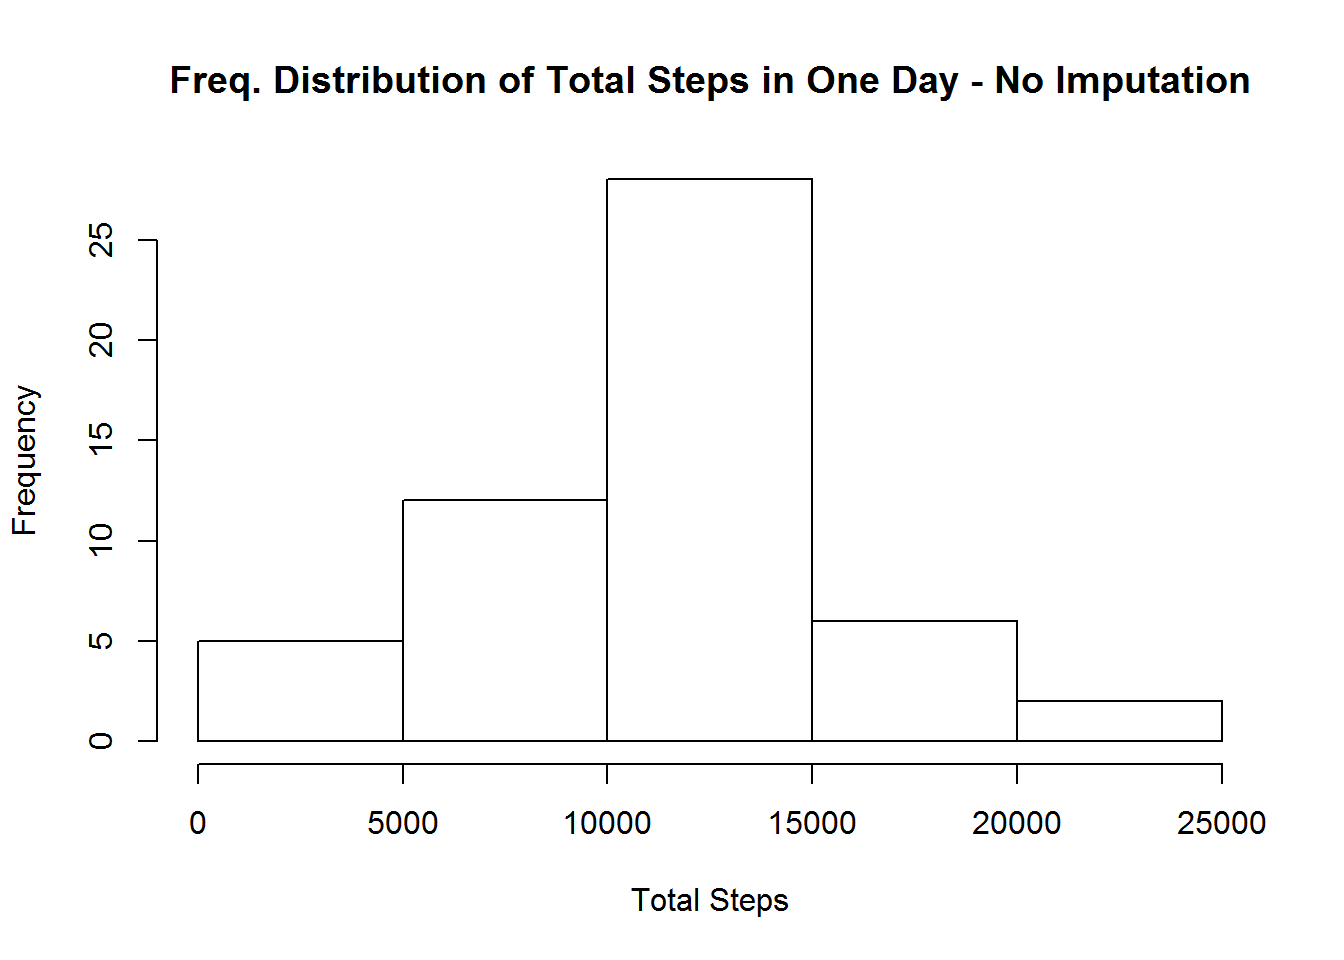 Freq. Distribution of Total Steps in One Day - No Imputation
25
20
15
10
5
0
Frequency
0 5000 10000 15000 20000 25000
Total Steps